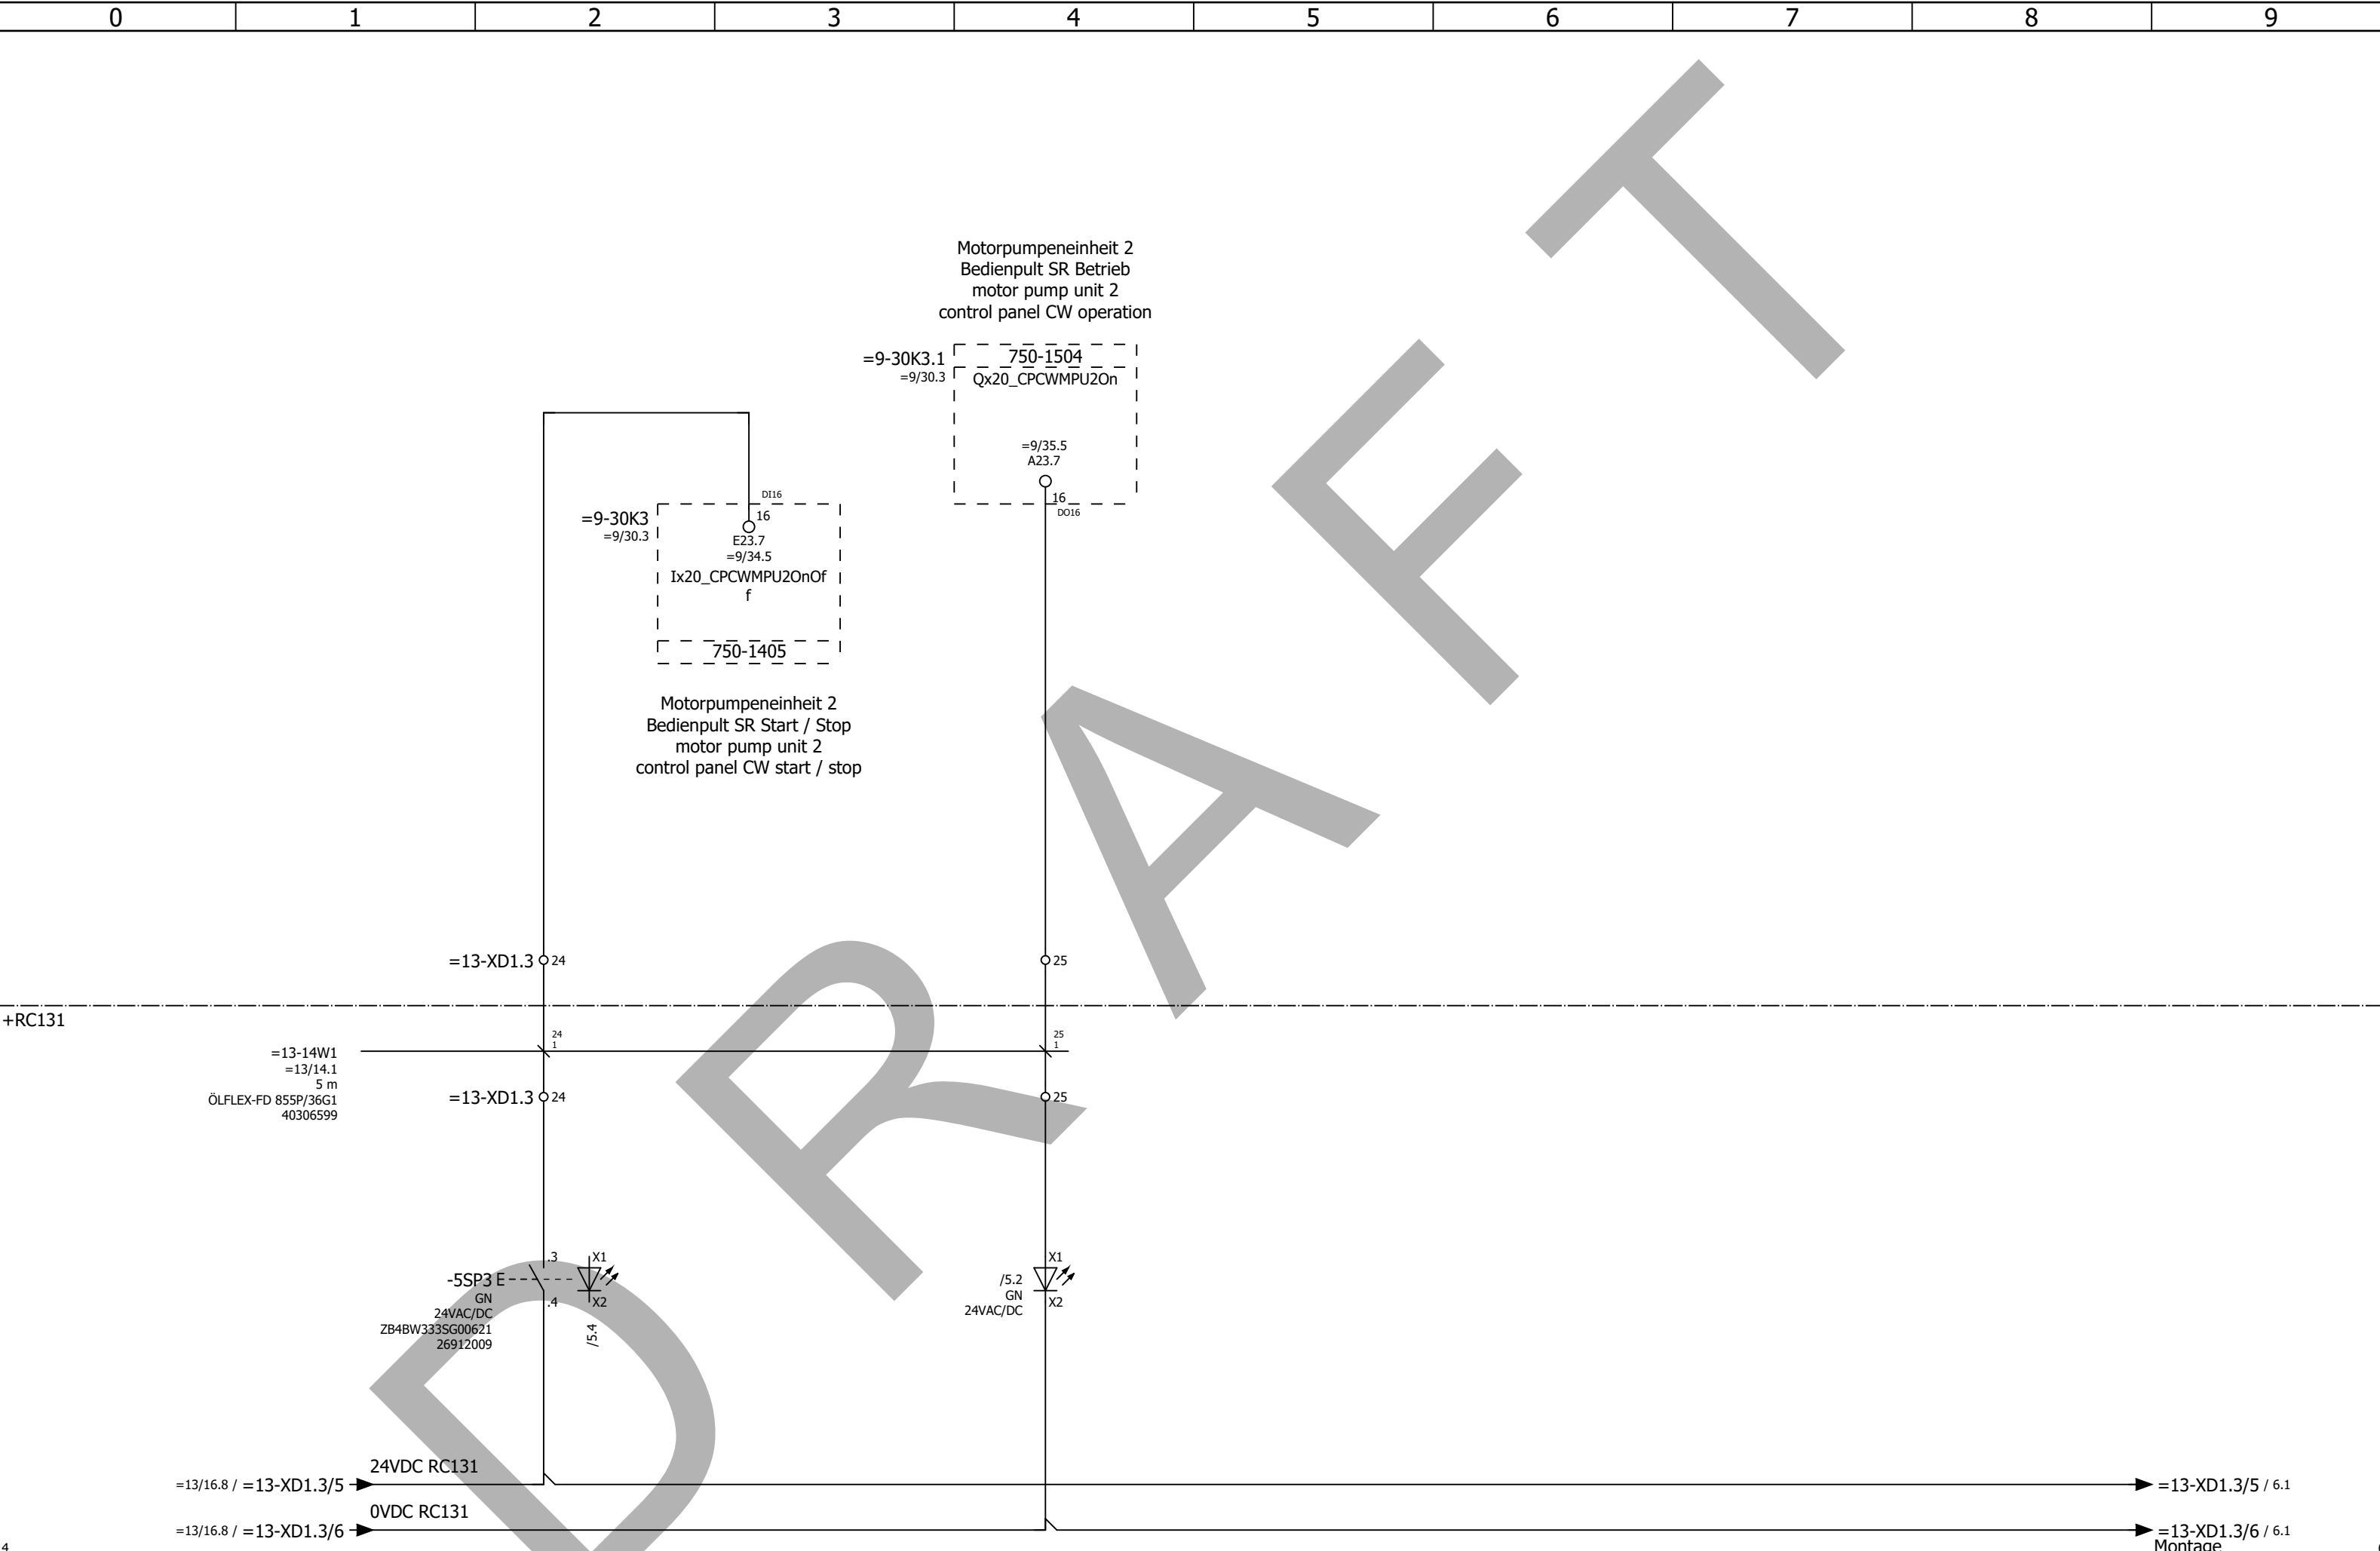 0 1 2 3 4 5 6 7 8 9
Motorpumpeneinheit 2
Bedienpult SR Betrieb
motor pump unit 2
control panel CW operation
=9-30K3.1
=9/30.3
750-1504
Qx20_CPCWMPU2On
=9/35.5
A23.7
16
DO16
DI16
16
=9-30K3
=9/30.3
E23.7
=9/34.5
Ix20_CPCWMPU2OnOf
f
750-1405
Motorpumpeneinheit 2
Bedienpult SR Start / Stop
motor pump unit 2
control panel CW start / stop
=13-XD1.3 24
25
+RC131
24
1
25
1
=13-14W1
=13/14.1
5 m
ÖLFLEX-FD 855P/36G1
40306599
=13-XD1.3 24
25
-5SP3
E
GN
24VAC/DC
ZB4BW333SG00621
26912009
.3
.4
X1
X2
/5.4
/5.2
GN
24VAC/DC
X1
X2
24VDC RC131
=13/16.8 / =13-XD1.3/5
=13-XD1.3/5 / 6.1
0VDC RC131
=13/16.8 / =13-XD1.3/6
=13-XD1.3/6 / 6.1
4
Montage
DRAFT